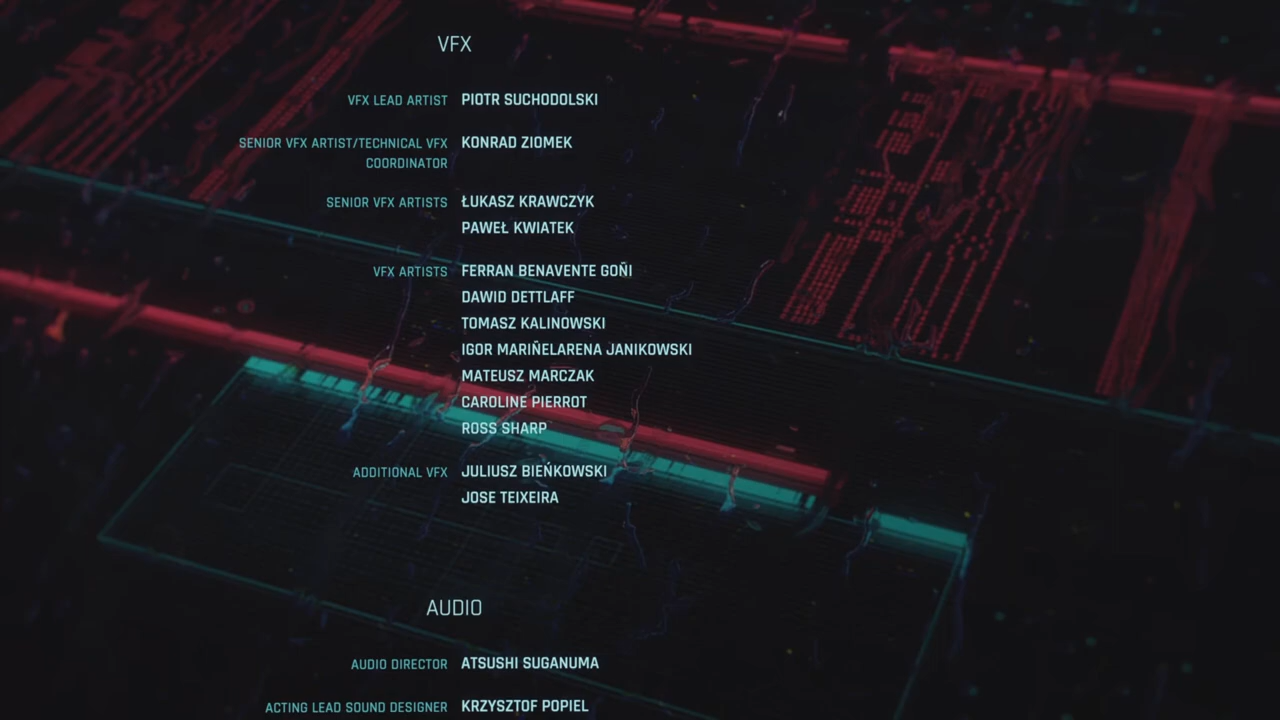 VFX
VFX LEAD ARTIST PIOTR SUCHODOLSKI
SENIOR VFX ARTIST/TECHNICAL VFX KONRAD ZIOMEK
COORDINATOR
SENIOR VFX ARTISTS ŁUKASZ KRAWCZYK
PAWEŁ KWIATEK
VFX ARTISTS FERRAN BENAVENTE GOÑI
DAWID DETTLAFF
TOMASZ KALINOWSKI
IGOR MARIÑELARENA JANIKOWSKI
MATEUSZ MARCZAK
CAROLINE PIERROT
ROSS SHARP
ADDITIONAL VFX JULIUSZ BIEŃKOWSKI
JOSE TEIXEIRA
AUDIO
AUDIO DIRECTOR ATSUSHI SUGANUMA
ACTING LEAD SOUND DESIGNER KRZYSZTOF POPIEL